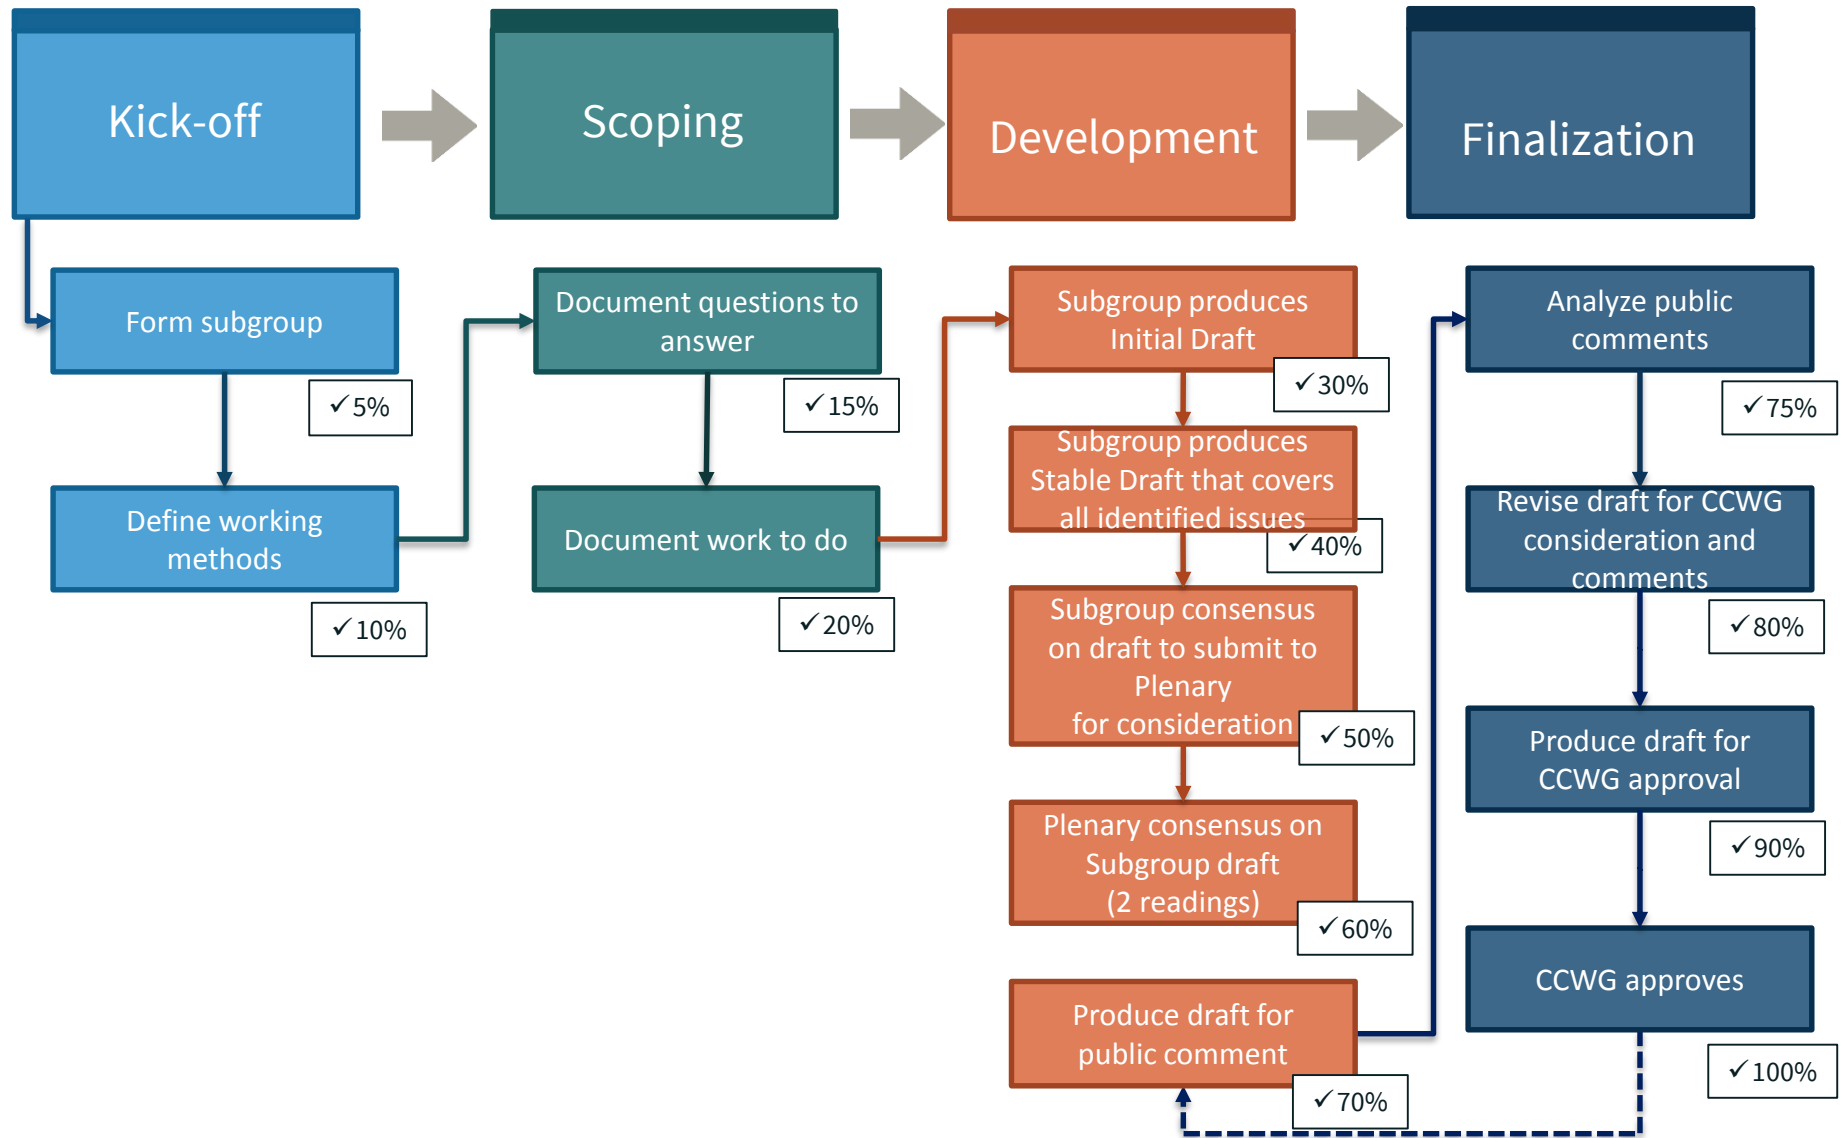 Kick-off
Scoping
Development
Finalization
Form subgroup
✓5%
Define working
methods
✓10%
Document questions to
answer
✓15%
Document work to do
✓20%
Subgroup produces
Initial Draft
✓30%
Subgroup produces
Stable Draft that covers
all identified issues
✓40%
Subgroup consensus
on draft to submit to
Plenary
for consideration
✓50%
Plenary consensus on
Subgroup draft
(2 readings)
✓60%
Produce draft for
public comment
✓70%
Analyze public
comments
✓75%
Revise draft for CCWG
consideration and
comments
✓80%
Produce draft for
CCWG approval
✓90%
CCWG approves
✓100%